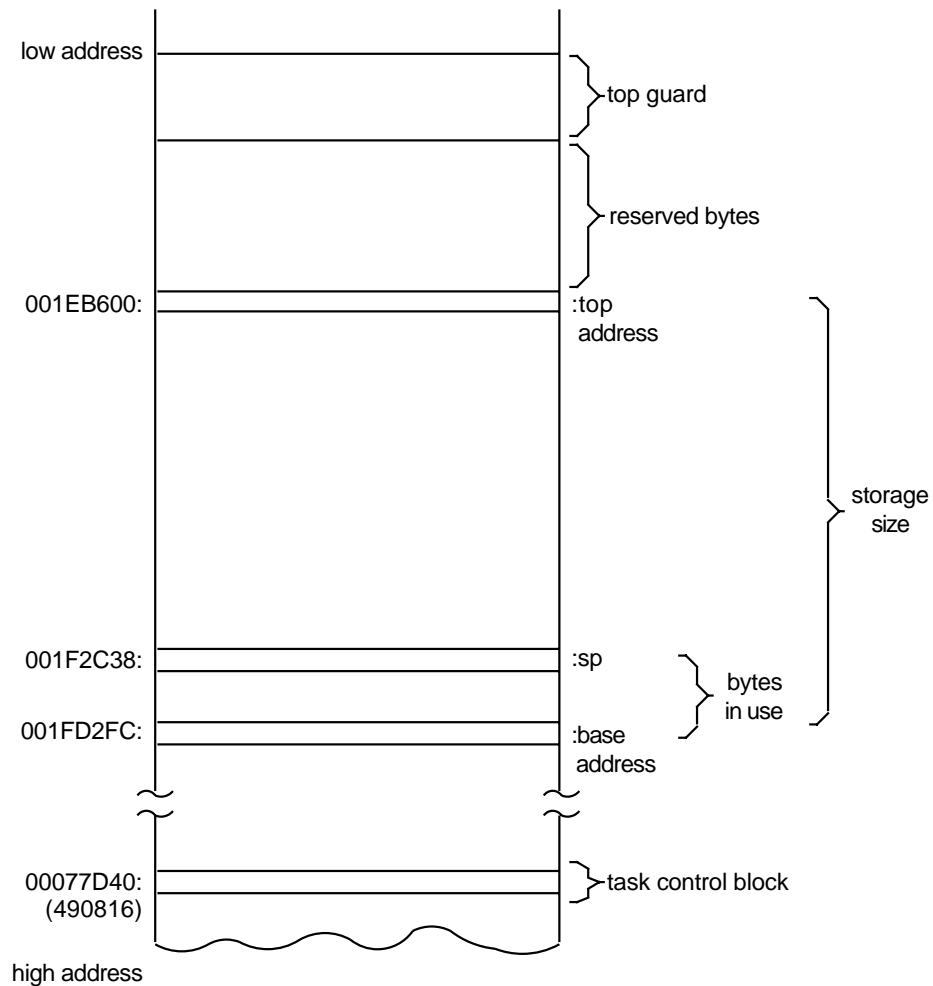 low address
top guard
reserved bytes
001EB600:
:top
address
storage
size
001F2C38:
:sp
bytes
in use
001FD2FC:
:base
address
00077D40:
(490816)
task control block
high address